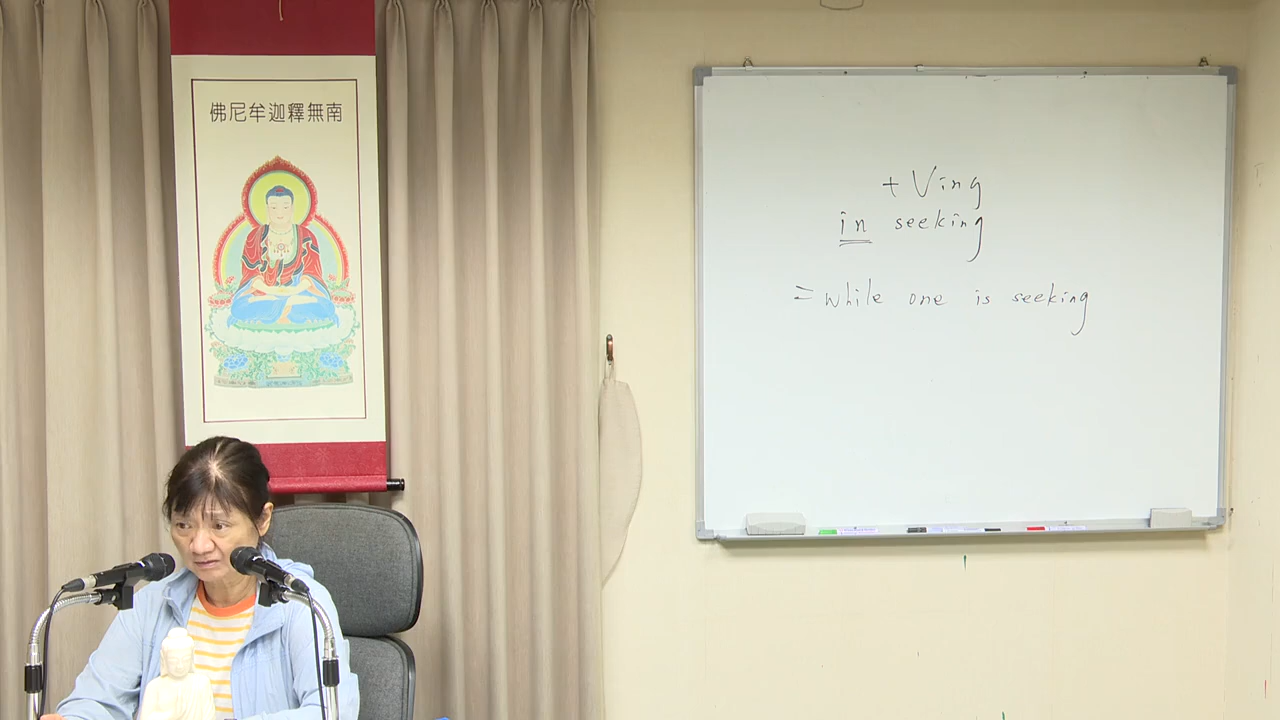 佛尼牟迦釋無南
+ Ving
in seeking
= while one is seeking